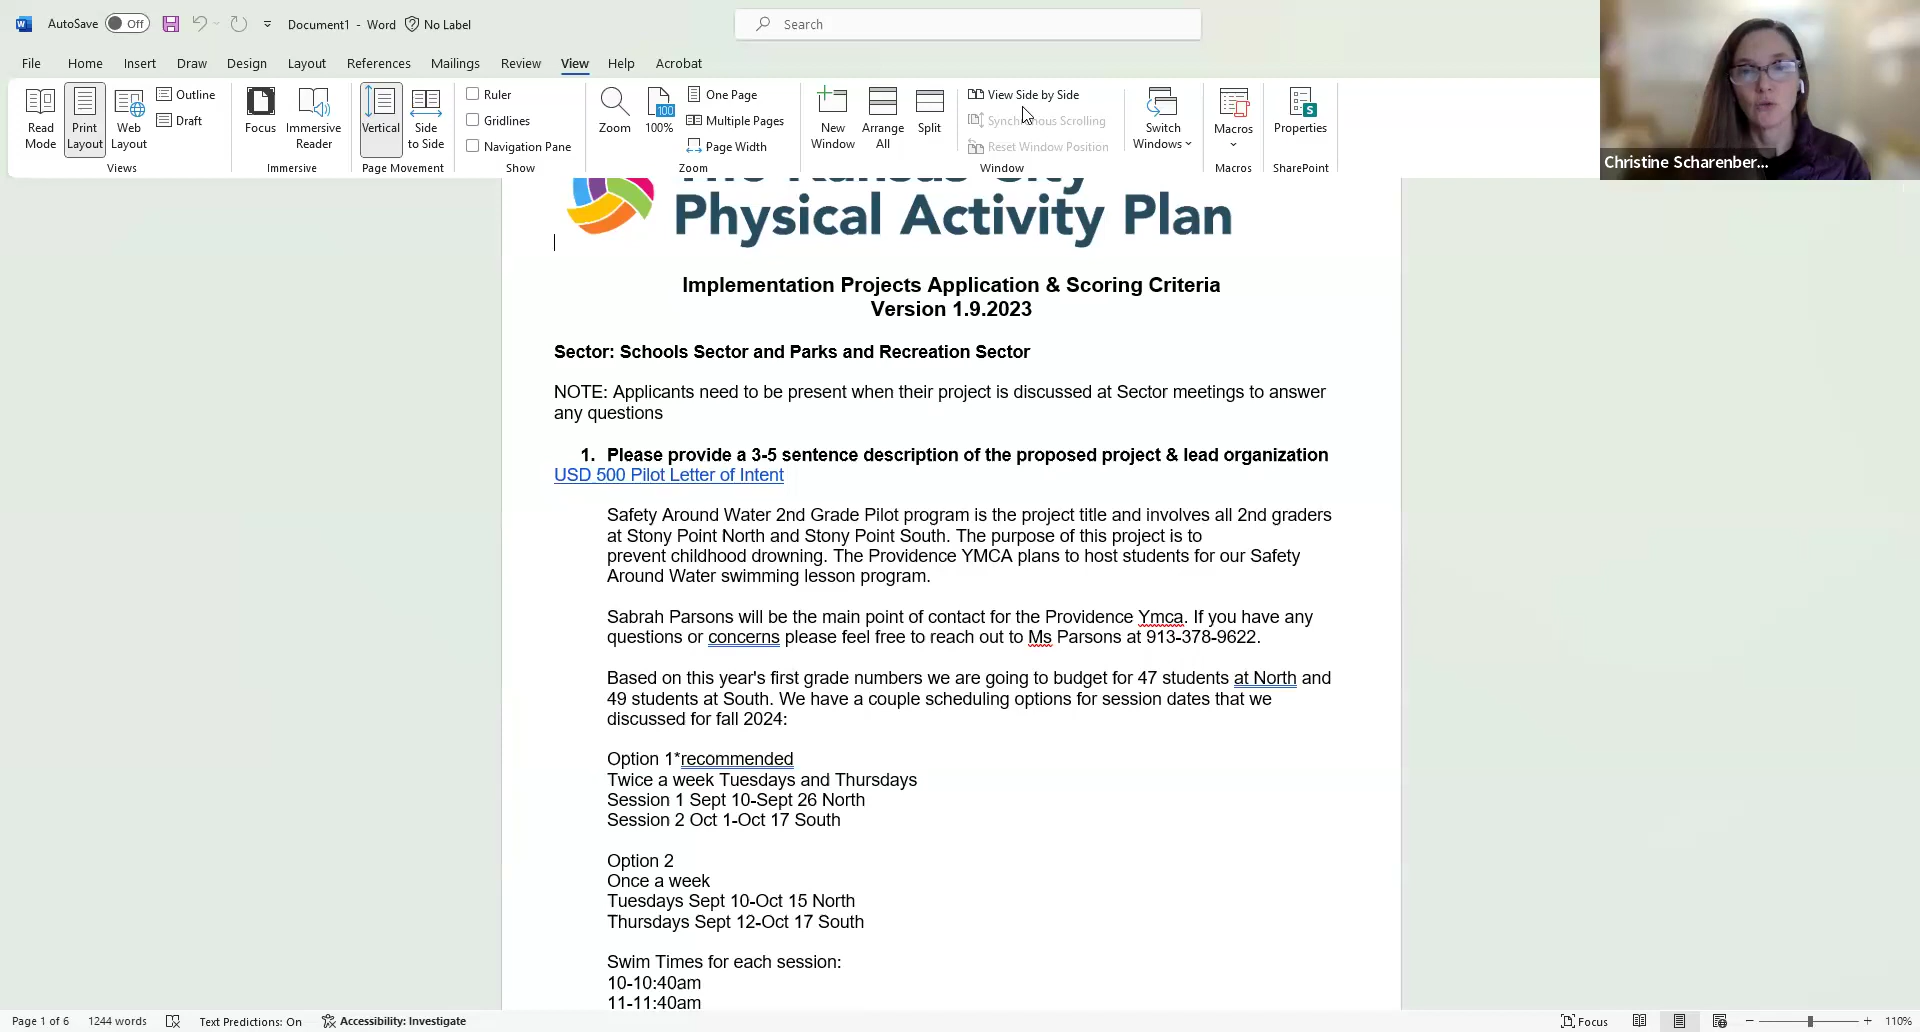 AutoSave Off Document1 - Word No Label Search
File Home Insert Draw Design Layout References Mailings Review View Help Acrobat
Read Mode
Print Layout
Web Layout
Outline
Draft
Views
Focus
Immersive Reader
Immersive
Vertical
Side to Side
Page Movement
Ruler
Gridlines
Navigation Pane
Show
Zoom
100
100%
One Page
Multiple Pages
Page Width
Zoom
New Window
Arrange All
Split
View Side by Side
Synchronous Scrolling
Reset Window Position
Window
Switch Windows
Macros
Macros
S
Properties
SharePoint
Christine Scharenber...
The Kansas City
Physical Activity Plan
Implementation Projects Application & Scoring Criteria
Version 1.9.2023
Sector: Schools Sector and Parks and Recreation Sector
NOTE: Applicants need to be present when their project is discussed at Sector meetings to answer
any questions
1. Please provide a 3-5 sentence description of the proposed project & lead organization
USD 500 Pilot Letter of Intent
Safety Around Water 2nd Grade Pilot program is the project title and involves all 2nd graders
at Stony Point North and Stony Point South. The purpose of this project is to
prevent childhood drowning. The Providence YMCA plans to host students for our Safety
Around Water swimming lesson program.
Sabrah Parsons will be the main point of contact for the Providence Ymca. If you have any
questions or concerns please feel free to reach out to Ms Parsons at 913-378-9622.
Based on this year's first grade numbers we are going to budget for 47 students at North and
49 students at South. We have a couple scheduling options for session dates that we
discussed for fall 2024:
Option 1*recommended
Twice a week Tuesdays and Thursdays
Session 1 Sept 10-Sept 26 North
Session 2 Oct 1-Oct 17 South
Option 2
Once a week
Tuesdays Sept 10-Oct 15 North
Thursdays Sept 12-Oct 17 South
Swim Times for each session:
10-10:40am
11-11:40am
Page 1 of 6 1244 words Text Predictions: On Accessibility: Investigate Focus 110%